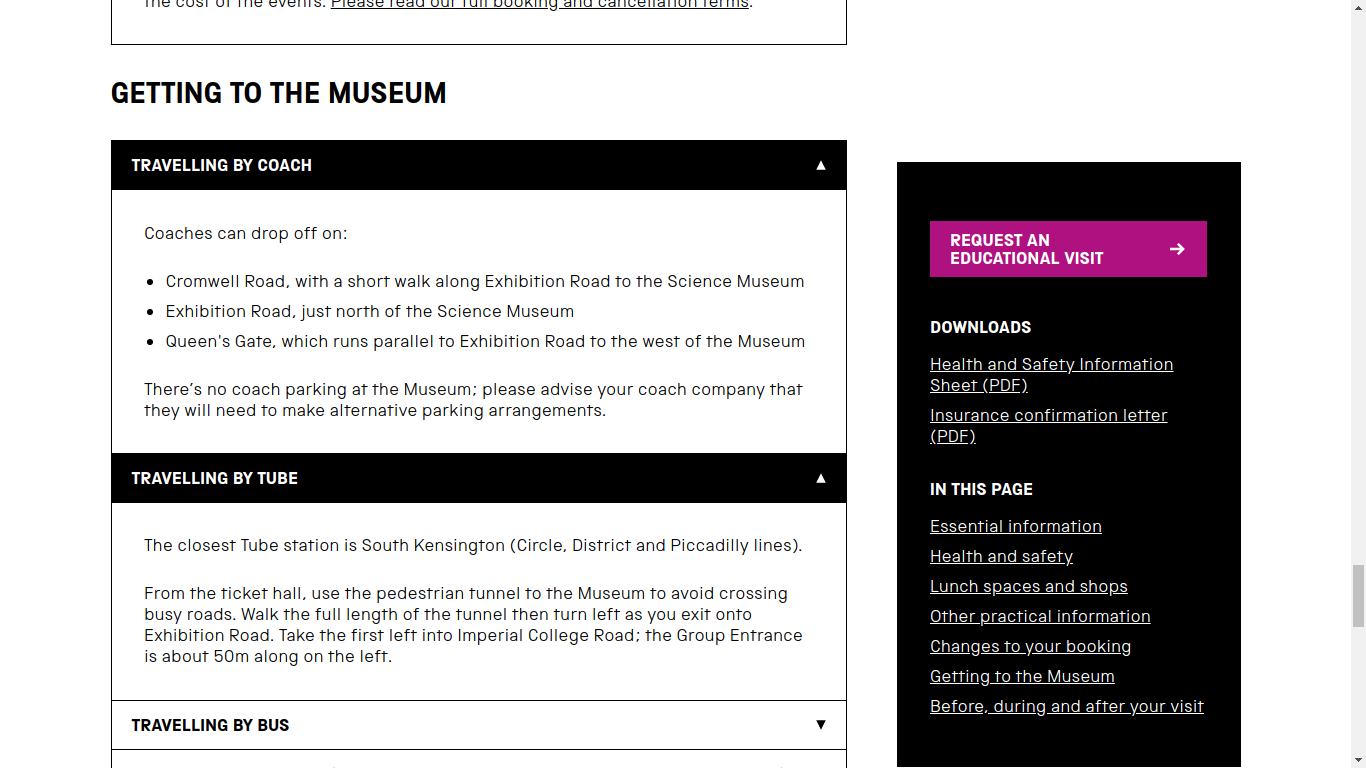 the cost of the events. Please read our full booking and cancellation terms.
GETTING TO THE MUSEUM
TRAVELLING BY COACH ▲
Coaches can drop off on:
• Cromwell Road, with a short walk along Exhibition Road to the Science Museum
• Exhibition Road, just north of the Science Museum
• Queen's Gate, which runs parallel to Exhibition Road to the west of the Museum
There’s no coach parking at the Museum; please advise your coach company that
they will need to make alternative parking arrangements.
TRAVELLING BY TUBE ▲
The closest Tube station is South Kensington (Circle, District and Piccadilly lines).
From the ticket hall, use the pedestrian tunnel to the Museum to avoid crossing
busy roads. Walk the full length of the tunnel then turn left as you exit onto
Exhibition Road. Take the first left into Imperial College Road; the Group Entrance
is about 50m along on the left.
TRAVELLING BY BUS ▼
REQUEST AN
EDUCATIONAL VISIT →
DOWNLOADS
Health and Safety Information
Sheet (PDF)
Insurance confirmation letter
(PDF)
IN THIS PAGE
Essential information
Health and safety
Lunch spaces and shops
Other practical information
Changes to your booking
Getting to the Museum
Before, during and after your visit